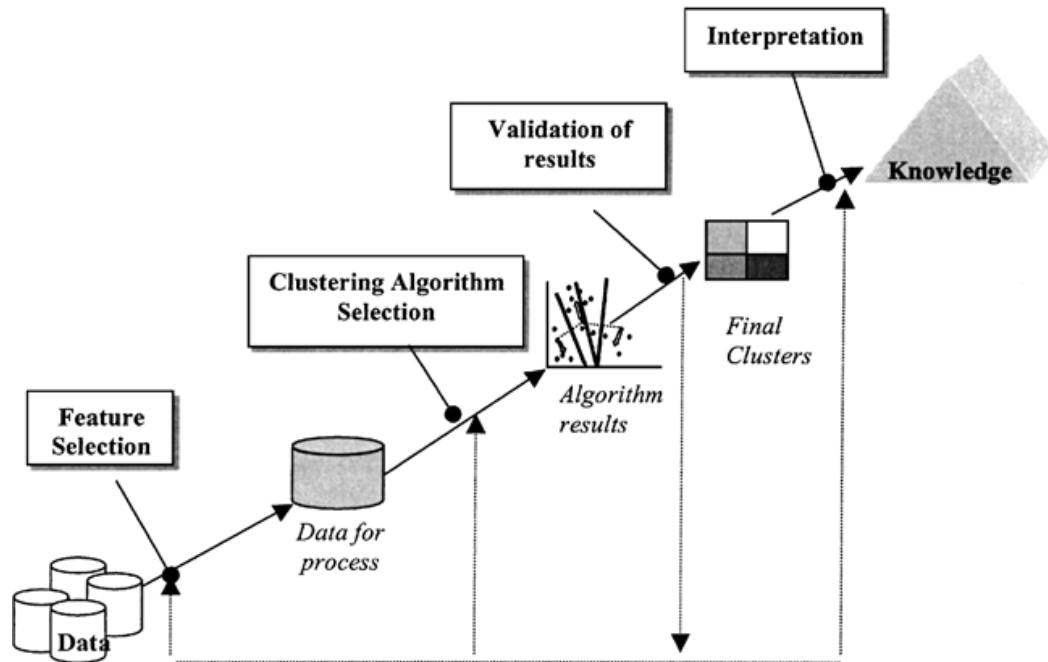 Interpretation
Knowledge
Validation of
results
Final
Clusters
Clustering Algorithm
Selection
Algorithm
results
Feature
Selection
Data for
process
Data